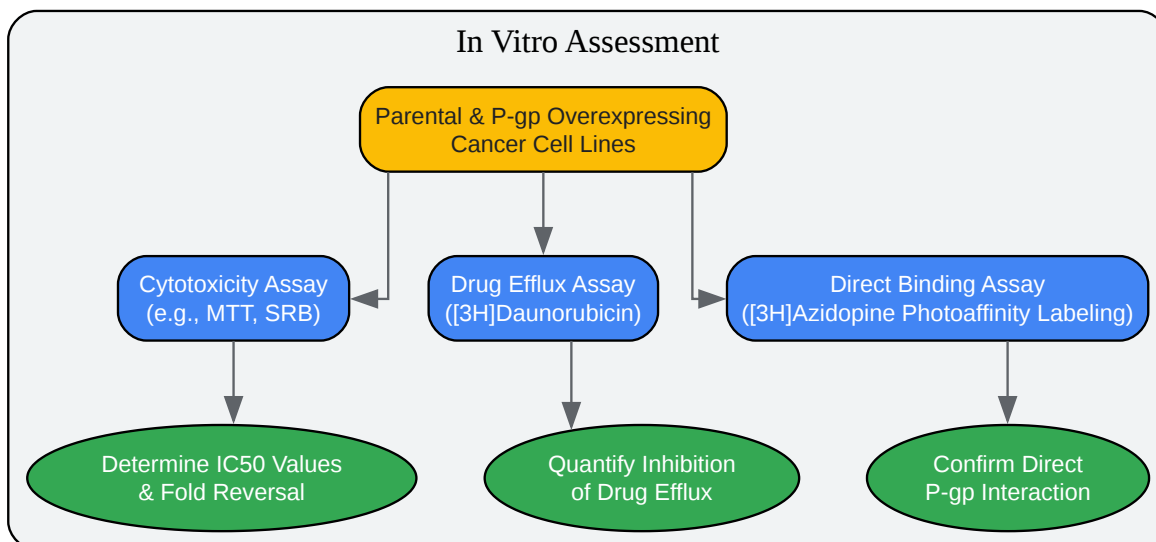 In Vitro Assessment
Parental & P-gp Overexpressing
Cancer Cell Lines
Cytotoxicity Assay
(e.g., MTT, SRB)
Drug Efflux Assay
([3H]Daunorubicin)
Direct Binding Assay
([3H]Azidopine Photoaffinity Labeling)
Determine IC50 Values
& Fold Reversal
Quantify Inhibition
of Drug Efflux
Confirm Direct
P-gp Interaction